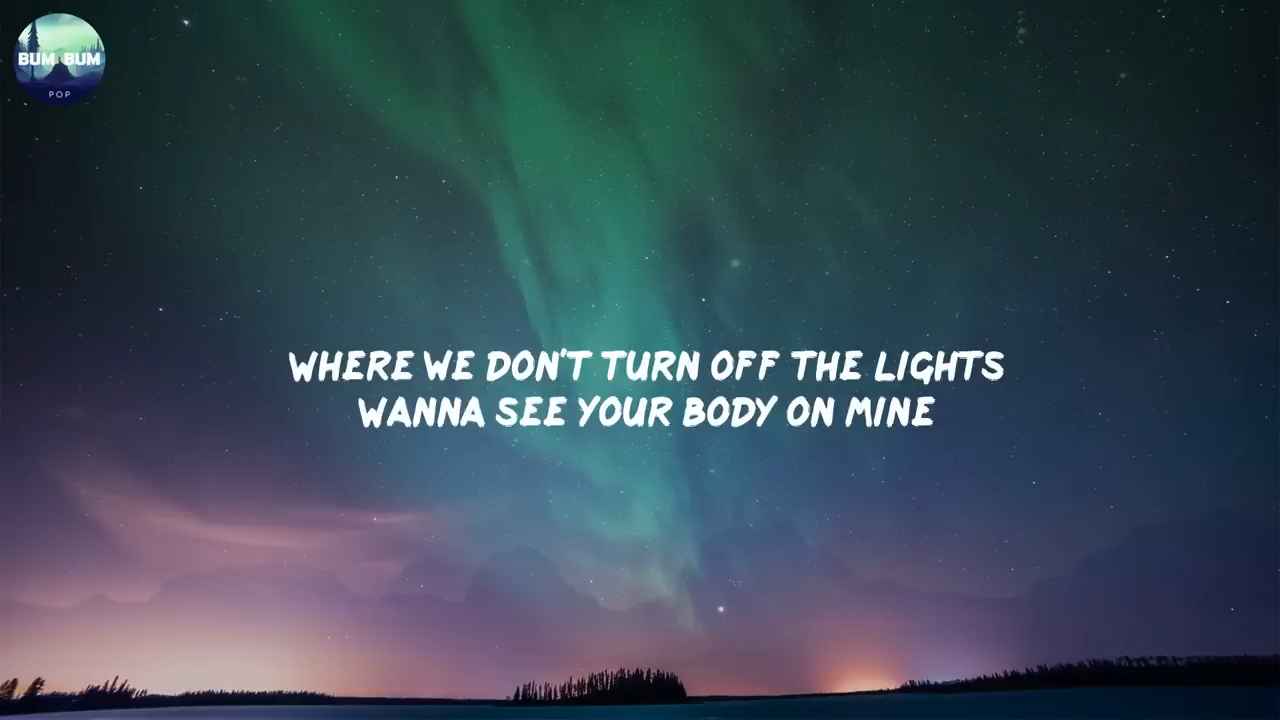 BUM BUM
POP
WHERE WE DON'T TURN OFF THE LIGHTS
WANNA SEE YOUR BODY ON MINE